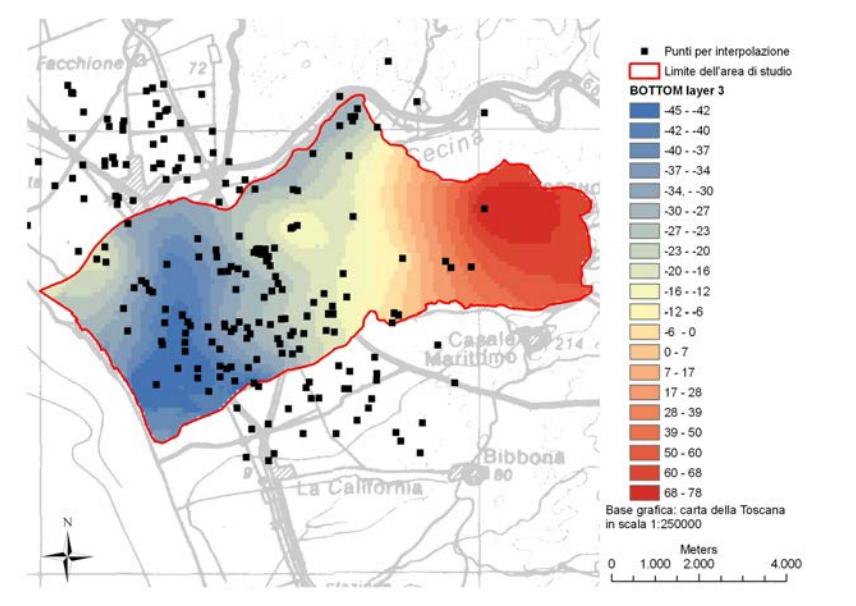 Facchione
72
68
Cecina
ta
Casale
Marittimo
214
Bibbona
80
9
La California
stazione
N
Punti per interpolazione
Limite dell'area di studio
BOTTOM layer 3
-45 - -42
-42 - -40
-40 - -37
-37 - -34
-34, - -30
-30 - -27
-27 - -23
-23 - -20
-20 - -16
-16 - -12
-12 - -6
-6 - 0
0 - 7
7 - 17
17 - 28
28 - 39
39 - 50
50 - 60
60 - 68
68 - 78
Base grafica: carta della Toscana
in scala 1:250000
Meters
0 1.000 2.000 4.000